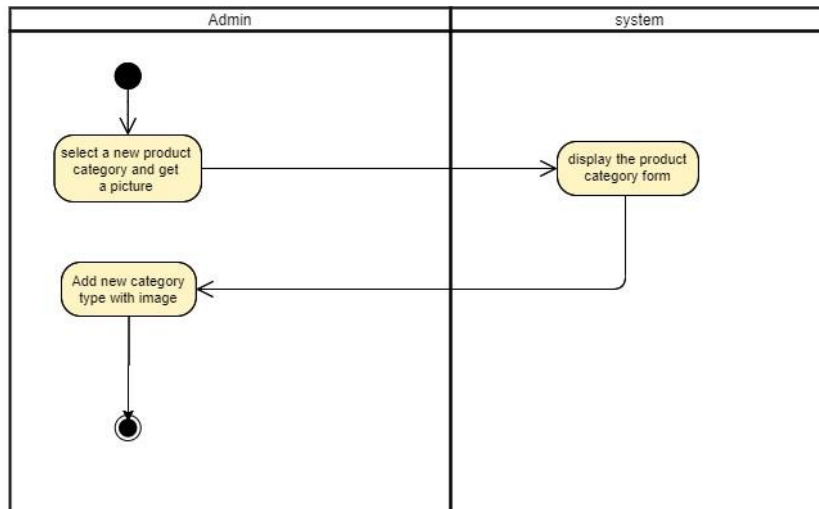 Admin
system
select a new product
category and get
a picture
display the product
category form
Add new category
type with image